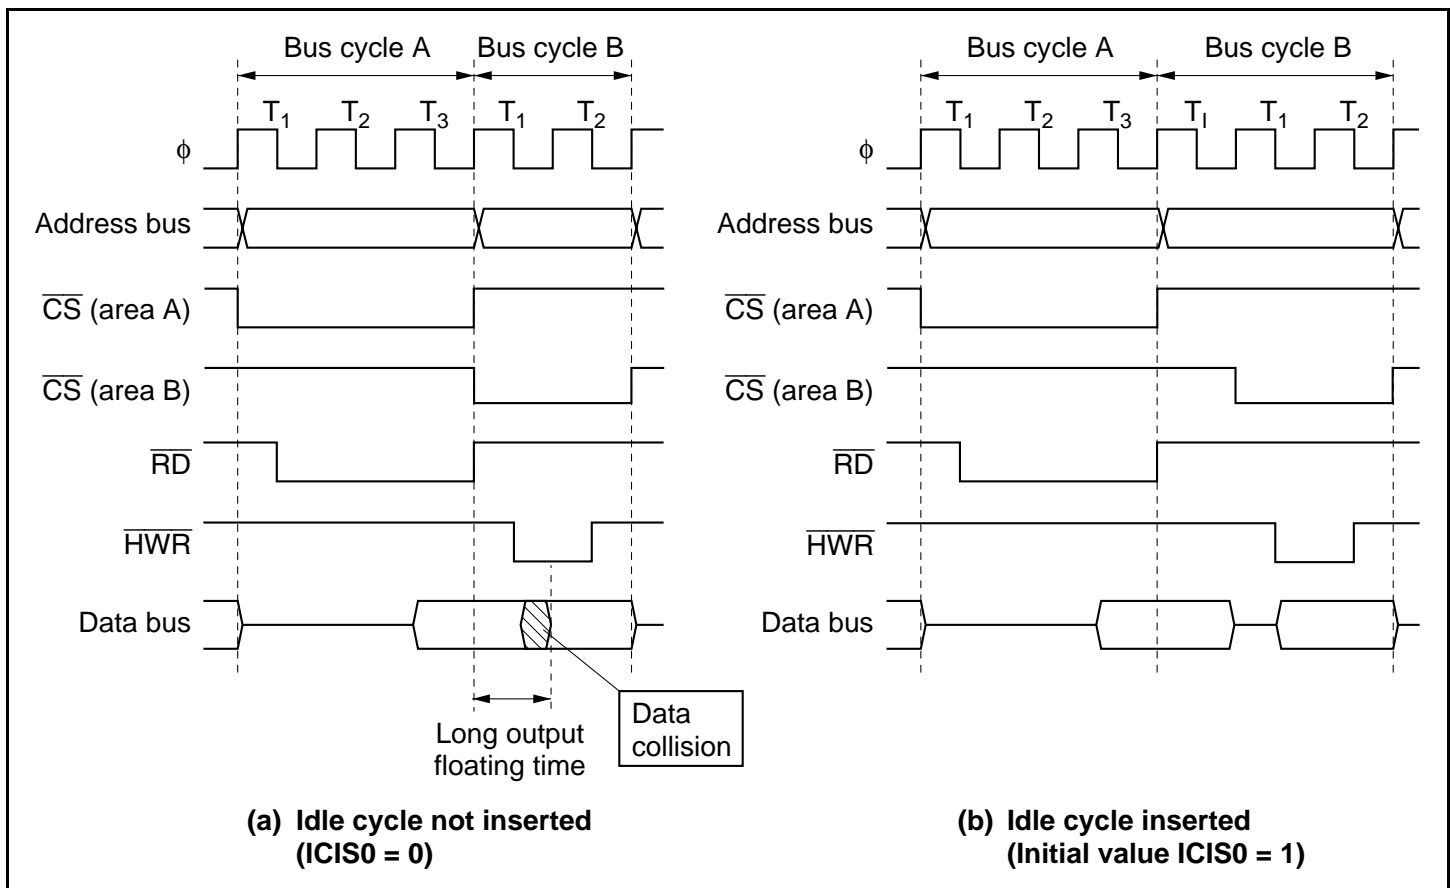 Bus cycle A Bus cycle B
T1 T2 T3 T1 T2
ϕ
Address bus
CS (area A)
CS (area B)
RD
HWR
Data bus
Long output
floating time
Data
collision
(a) Idle cycle not inserted
(ICIS0 = 0)
Bus cycle A Bus cycle B
T1 T2 T3 TI T1 T2
ϕ
Address bus
CS (area A)
CS (area B)
RD
HWR
Data bus
(b) Idle cycle inserted
(Initial value ICIS0 = 1)